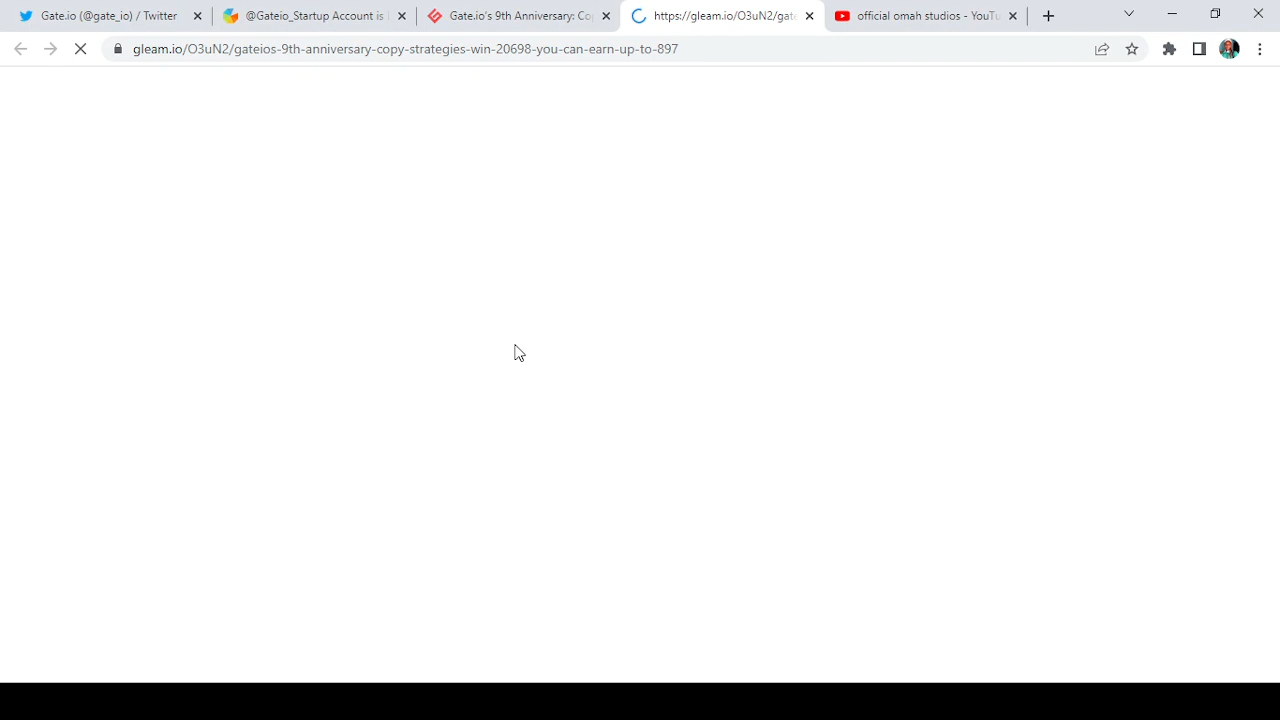 Gate.io (@gate_io) / Twitter
@Gateio_Startup Account is
Gate.io's 9th Anniversary: Co
https://gleam.io/O3uN2/gate
official omah studios - YouTu
gleam.io/O3uN2/gateios-9th-anniversary-copy-strategies-win-20698-you-can-earn-up-to-897